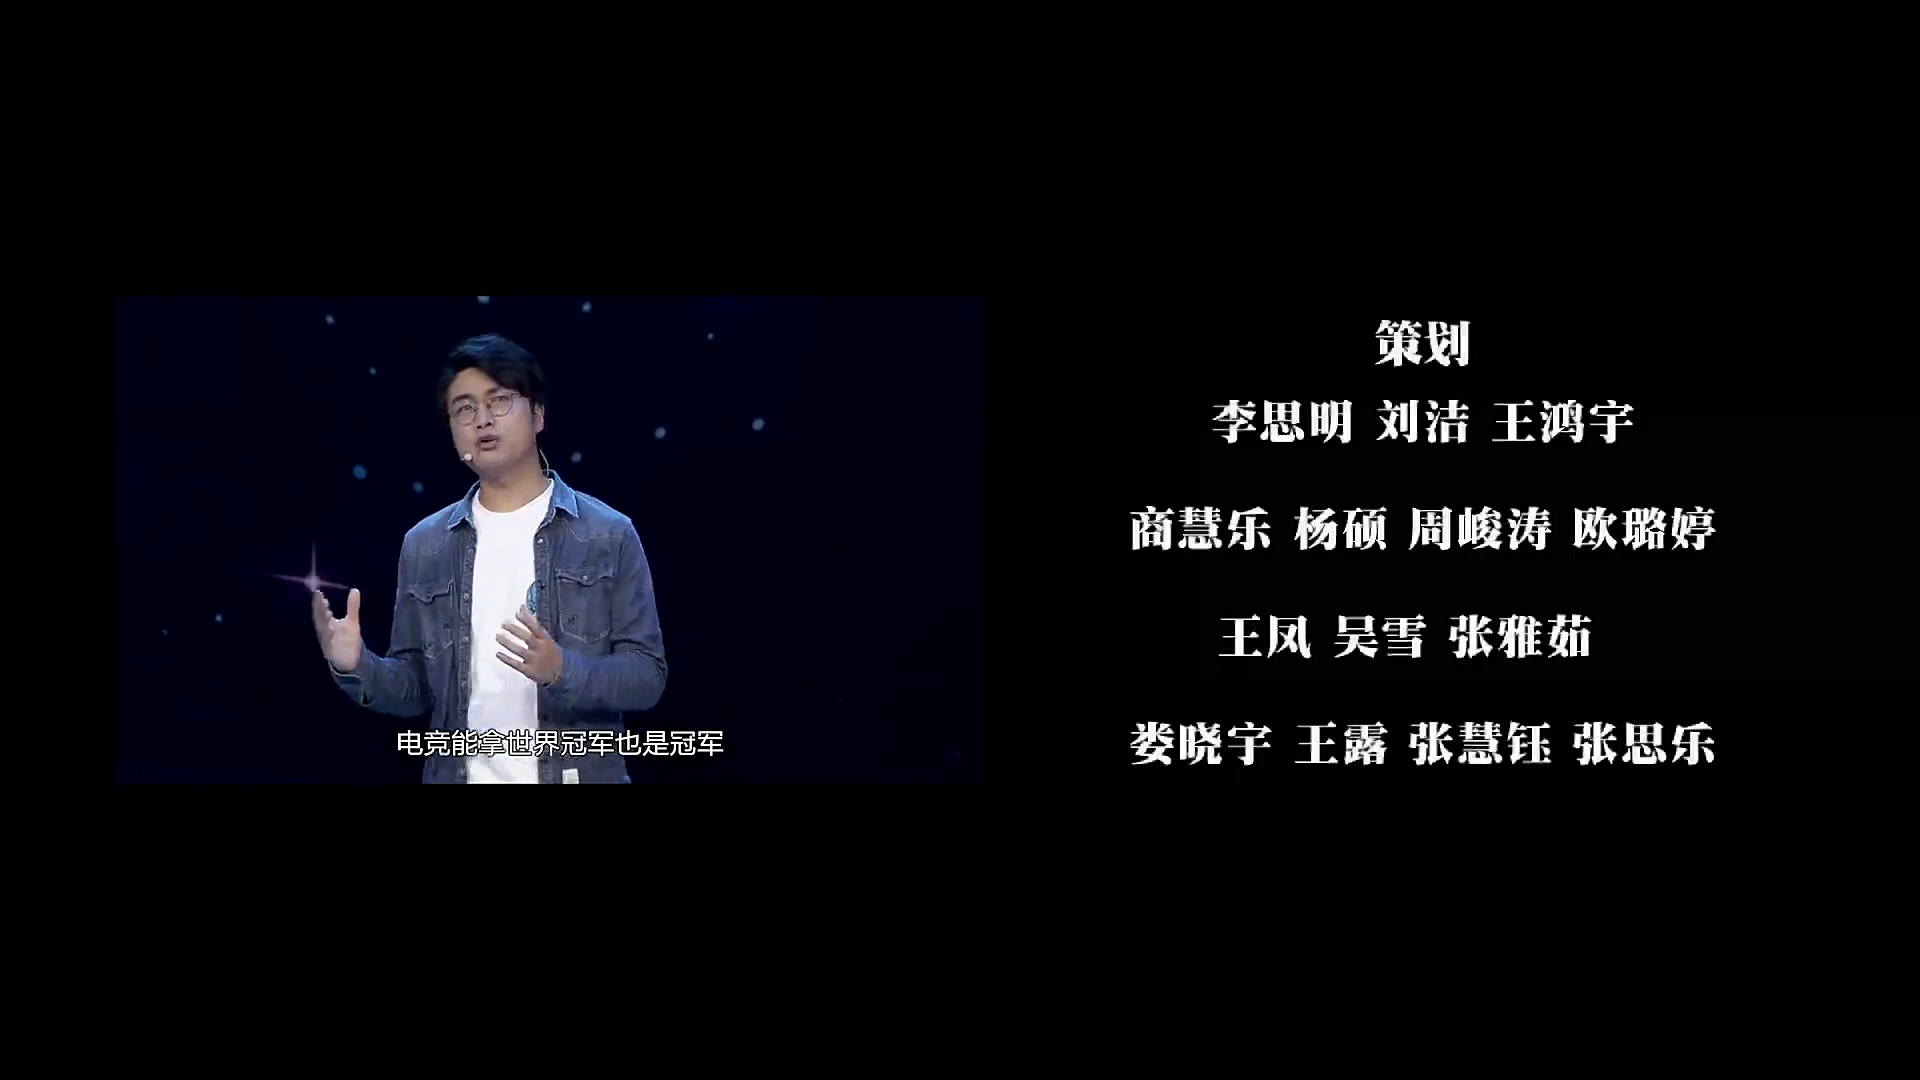 策划
李思明 刘洁 王鸿宇
商慧乐 杨硕 周峻涛 欧璐婷
王凤 吴雪 张雅茹
娄晓宇 王露 张慧钰 张思乐
电竞能拿世界冠军也是冠军